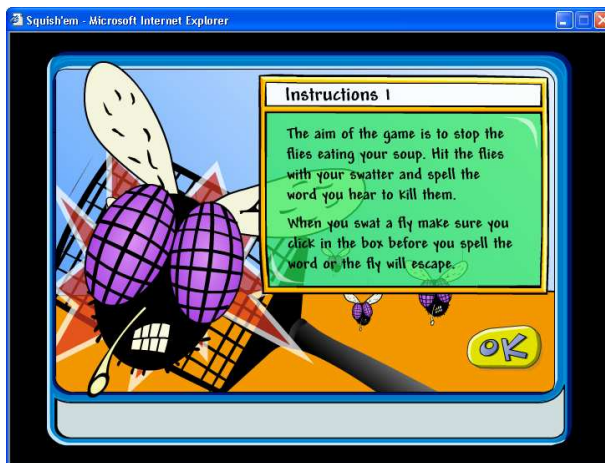 Squish'em - Microsoft Internet Explorer
Instructions 1
The aim of the game is to stop the
flies eating your soup. Hit the flies
with your swatter and spell the
word you hear to kill them.
When you swat a fly make sure you
click in the box before you spell the
word or the fly will escape.
OK